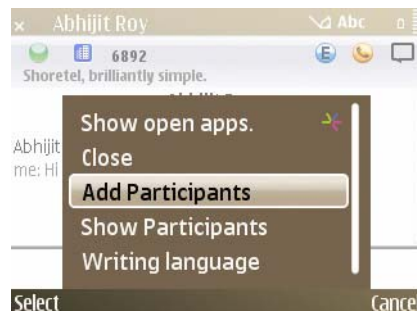 × Abhijit Roy Abc
6892 E
Shoretel, brilliantly simple.
Abhijit
me: Hi
Show open apps.
Close
Add Participants
Show Participants
Writing language
Select Cance